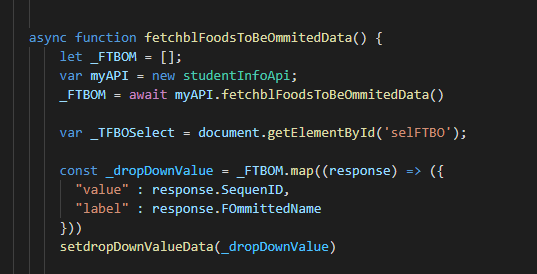 async function fetchblFoodsToBeOmmitedData() {
let _FTBOM = [];
var myAPI = new studentInfoApi;
_FTBOM = await myAPI.fetchblFoodsToBeOmmitedData()
var _TFBOSelect = document.getElementById('selFTBO');
const _dropDownValue = _FTBOM.map((response) => ({
"value" : response.SequenID,
"label" : response.FOmmittedName
}))
setdropDownValueData(_dropDownValue)